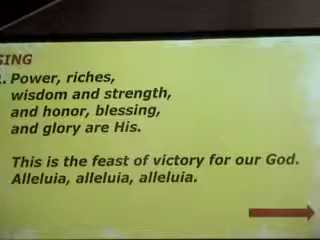 SING
. Power, riches,
wisdom and strength,
and honor, blessing,
and glory are His.
This is the feast of victory for our God.
Alleluia, alleluia, alleluia.